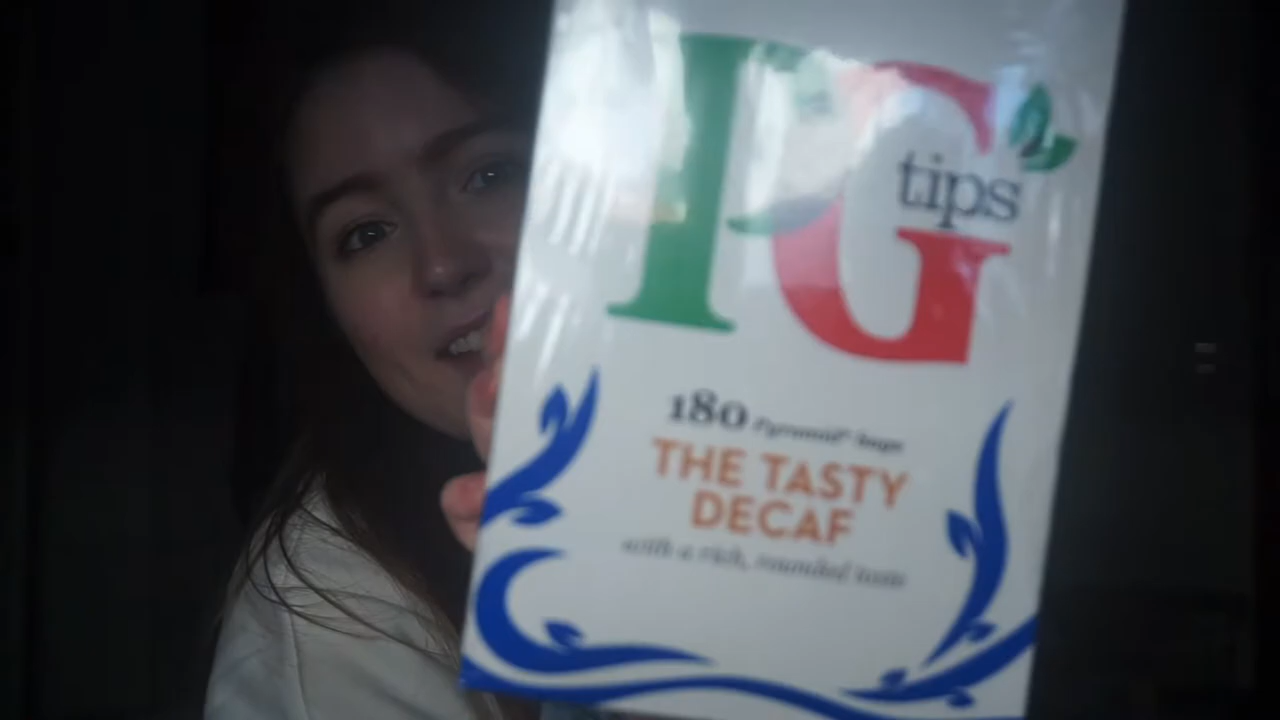 PG
tips
180 Pyramid® bags
THE TASTY
DECAF
with a rich, rounded taste